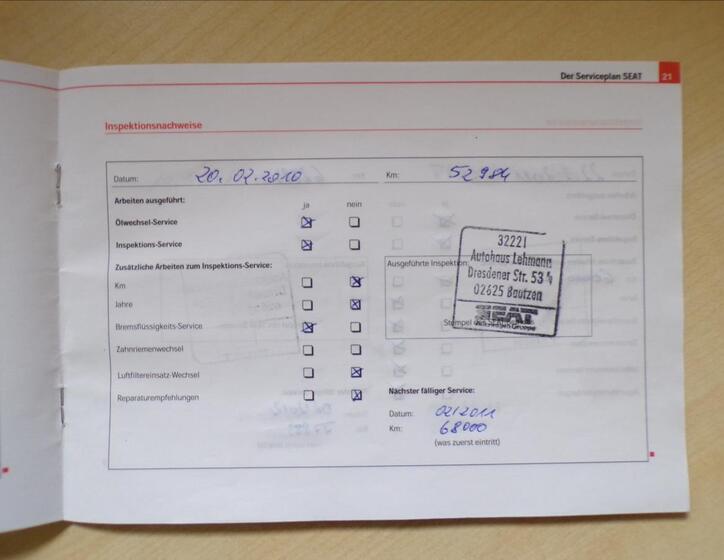 Der Serviceplan SEAT 21
Inspektionsnachweise
Datum: 20.02.2010 Km: 52984
Arbeiten ausgeführt: ja nein
Ölwechsel-Service
Inspektions-Service
32221
Autohaus Lehmann
Dresdener Str. 53
02625 Bautzen
SEAT
Zusätzliche Arbeiten zum Inspektions-Service:
Ausgeführte Inspektion:
Km
Jahre
Bremsflüssigkeits-Service
Stempel
Zahnriemenwechsel
Luftfiltereinsatz-Wechsel
Reparaturempfehlungen
Nächster fälliger Service:
Datum: 02/2011
Km: 68000
(was zuerst eintritt)